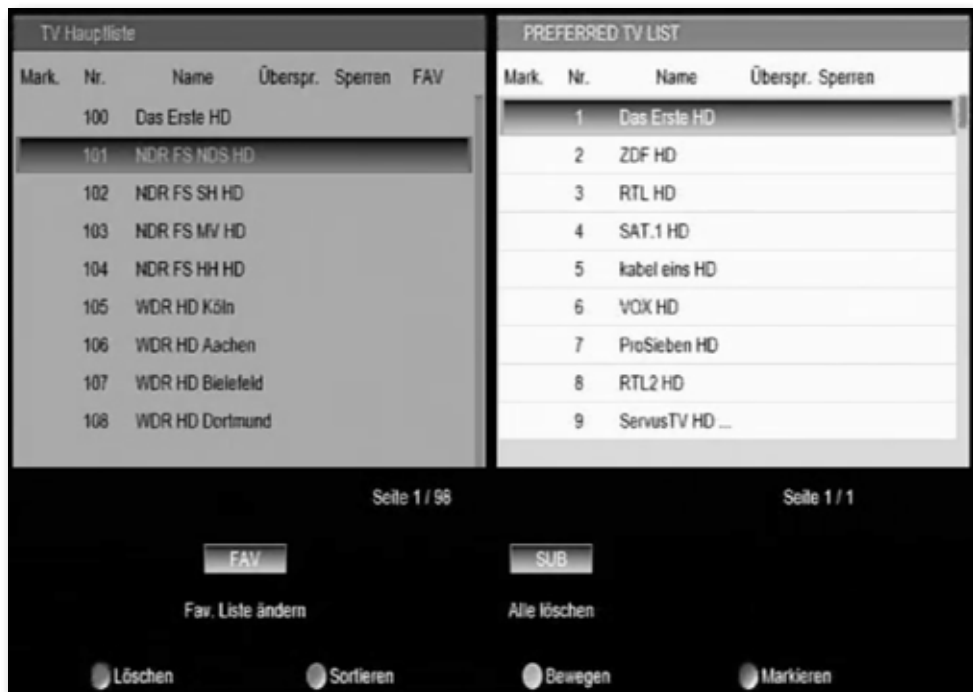 TV Hauptliste
Mark. Nr. Name Überspr. Sperren FAV
100 Das Erste HD
101 NDR FS NDS HD
102 NDR FS SH HD
103 NDR FS MV HD
104 NDR FS HH HD
105 WDR HD Köln
106 WDR HD Aachen
107 WDR HD Bielefeld
108 WDR HD Dortmund
Seite 1 / 98
PREFERRED TV LIST
Mark. Nr. Name Überspr. Sperren
1 Das Erste HD
2 ZDF HD
3 RTL HD
4 SAT.1 HD
5 kabel eins HD
6 VOX HD
7 ProSieben HD
8 RTL2 HD
9 ServusTV HD ...
Seite 1 / 1
FAV SUB
Fav. Liste ändern Alle löschen
Löschen Sortieren Bewegen Markieren